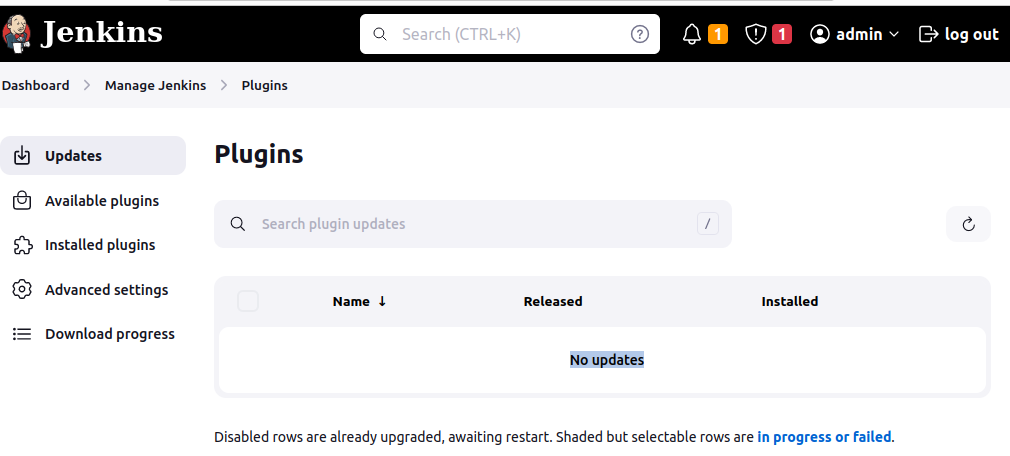 Jenkins
Search (CTRL+K)
?
1
1
admin
log out
Dashboard > Manage Jenkins > Plugins
Updates
Available plugins
Installed plugins
Advanced settings
Download progress
Plugins
Search plugin updates
/
Name ↓ Released Installed
No updates
Disabled rows are already upgraded, awaiting restart. Shaded but selectable rows are in progress or failed.